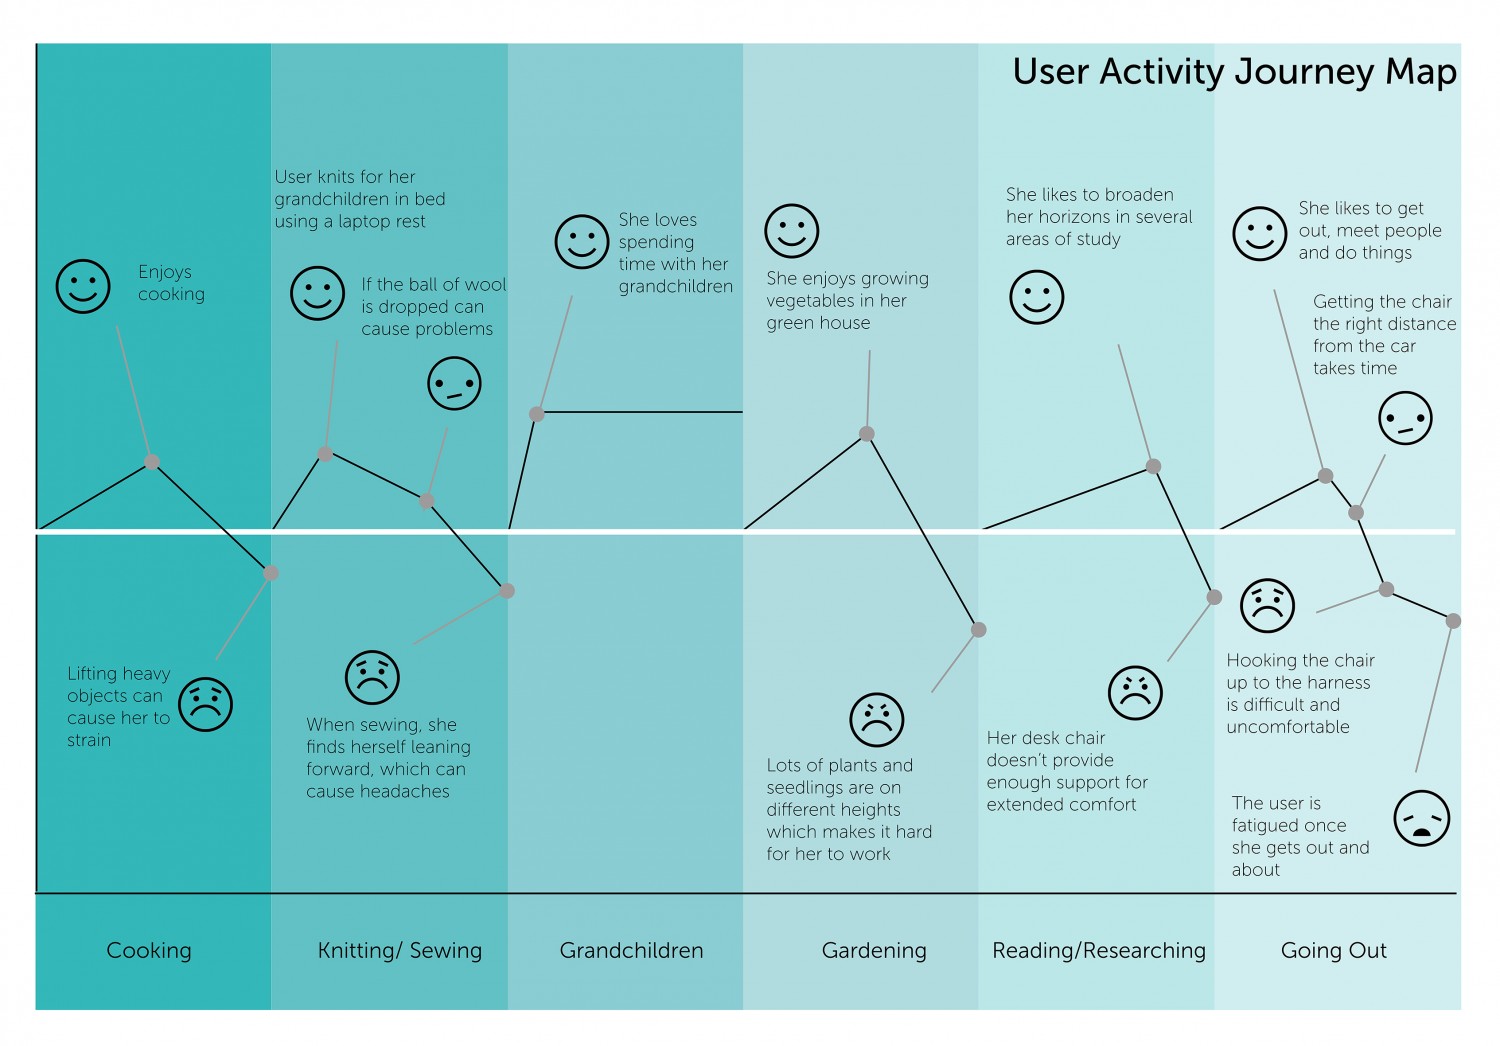 User Activity Journey Map
Enjoys
cooking
Lifting heavy
objects can
cause her to
strain
User knits for her
grandchildren in bed
using a laptop rest
If the ball of wool
is dropped can
cause problems
When sewing, she
finds herself leaning
forward, which can
cause headaches
She loves
spending
time with her
grandchildren
She enjoys growing
vegetables in her
green house
Lots of plants and
seedlings are on
different heights
which makes it hard
for her to work
She likes to broaden
her horizons in several
areas of study
Her desk chair
doesn’t provide
enough support for
extended comfort
She likes to get
out, meet people
and do things
Getting the chair
the right distance
from the car
takes time
Hooking the chair
up to the harness
is difficult and
uncomfortable
The user is
fatigued once
she gets out and
about
Cooking
Knitting/ Sewing
Grandchildren
Gardening
Reading/Researching
Going Out